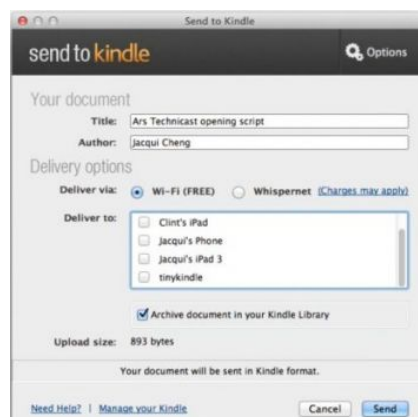 Send to Kindle
send to kindle
Options
Your document
Title: Ars Technicast opening script
Author: Jacqui Cheng
Delivery options
Deliver via: Wi-Fi (FREE) Whispernet (Charges may apply)
Deliver to:
Clint's iPad
Jacqui's Phone
Jacqui's iPad 3
tinykindle
Archive document in your Kindle Library
Upload size: 893 bytes
Your document will be sent in Kindle format.
Need Help? | Manage your Kindle Cancel Send